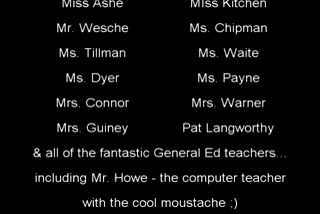 Miss Ashe MIss Kitchen
Mr. Wesche Ms. Chipman
Ms. Tillman Ms. Waite
Ms. Dyer Ms. Payne
Mrs. Connor Mrs. Warner
Mrs. Guiney Pat Langworthy
& all of the fantastic General Ed teachers...
including Mr. Howe - the computer teacher
with the cool moustache ;)